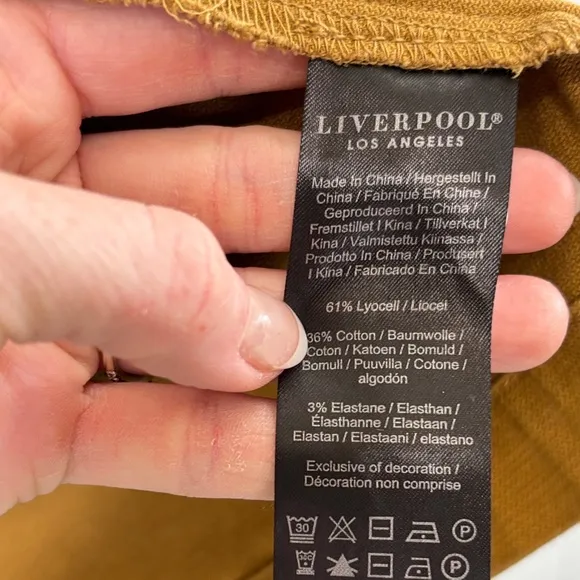 LIVERPOOL®
LOS ANGELES
Made In China / Hergestellt In
China / Fabriqué En Chine /
Geproduceerd In China /
Fremstillet I Kina / Tillverkat I
Kina / Valmistettu Kiinassa /
Prodotto In China / Produsert
I Kina / Fabricado En China
61% Lyocell / Liocel
36% Cotton / Baumwolle /
Coton / Katoen / Bomuld /
Bomull / Puuvilla / Cotone /
algodón
3% Elastane / Elasthan /
Élasthanne / Elastaan /
Elastan / Elastaani / elastano
Exclusive of decoration /
Décoration non comprise
30 P
30°C P